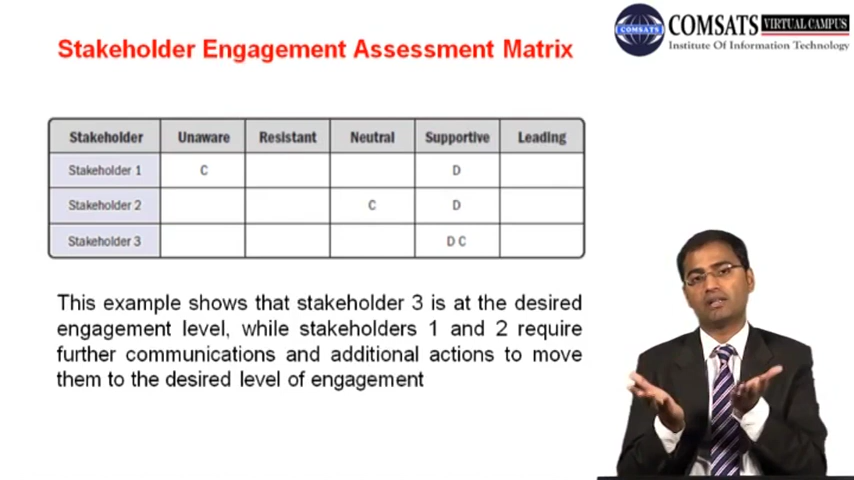 Stakeholder Engagement Assessment Matrix
COMSATS
COMSATS VIRTUAL CAMPUS
Institute Of Information Technology
Stakeholder Unaware Resistant Neutral Supportive Leading
Stakeholder 1 C D
Stakeholder 2 C D
Stakeholder 3 D C
This example shows that stakeholder 3 is at the desired
engagement level, while stakeholders 1 and 2 require
further communications and additional actions to move
them to the desired level of engagement